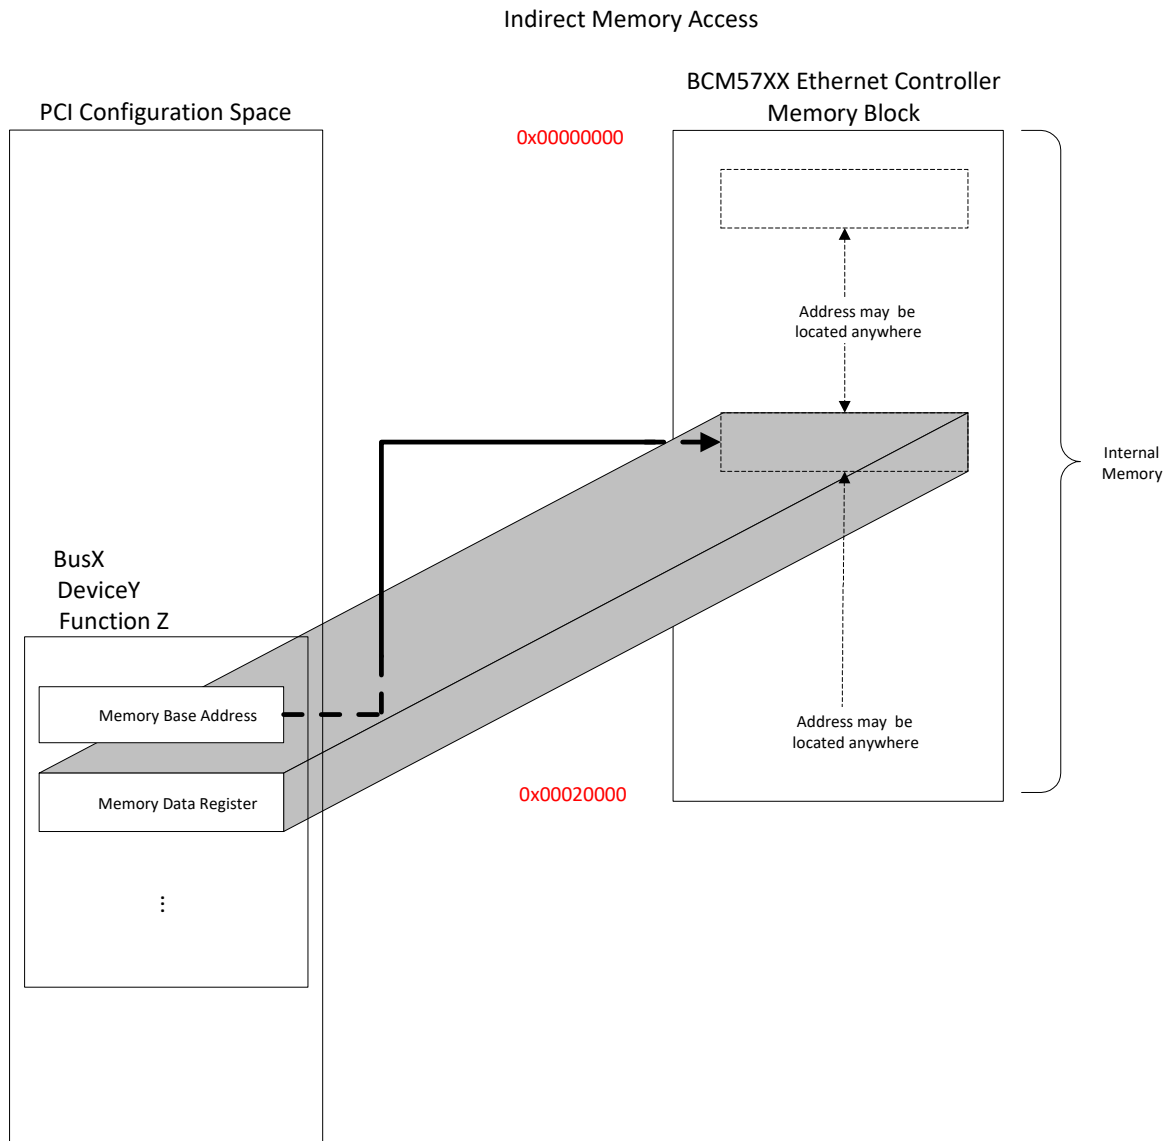 Indirect Memory Access
BCM57XX Ethernet Controller
Memory Block
PCI Configuration Space
0x00000000
Address may be
located anywhere
Internal
Memory
BusX
DeviceY
Function Z
Memory Base Address
Address may be
located anywhere
Memory Data Register
0x00020000
⋮